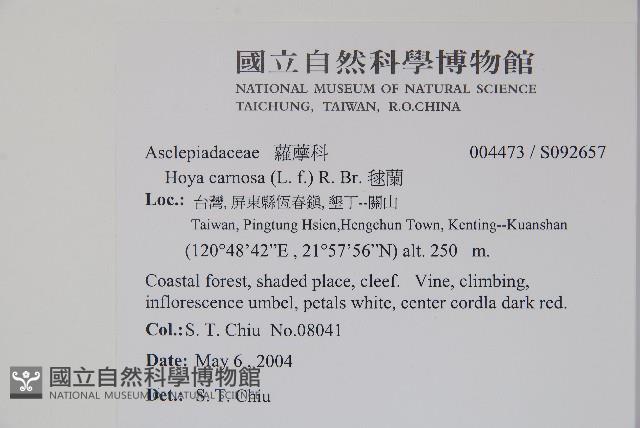 國立自然科學博物館
NATIONAL MUSEUM OF NATURAL SCIENCE
TAICHUNG, TAIWAN, R.O.CHINA
Asclepiadaceae 蘿藦科 004473 / S092657
Hoya carnosa (L. f.) R. Br. 毬蘭
Loc.: 台灣, 屏東縣恆春鎮, 墾丁--關山
Taiwan, Pingtung Hsien,Hengchun Town, Kenting--Kuanshan
(120°48'42"E , 21°57'56"N) alt. 250 m.
Coastal forest, shaded place, cleef. Vine, climbing,
inflorescence umbel, petals white, center cordla dark red.
Col.: S. T. Chiu No.08041
Date: May 6 , 2004
Det.: S. T. Chiu
國立自然科學博物館
NATIONAL MUSEUM OF NATURAL SCIENCE